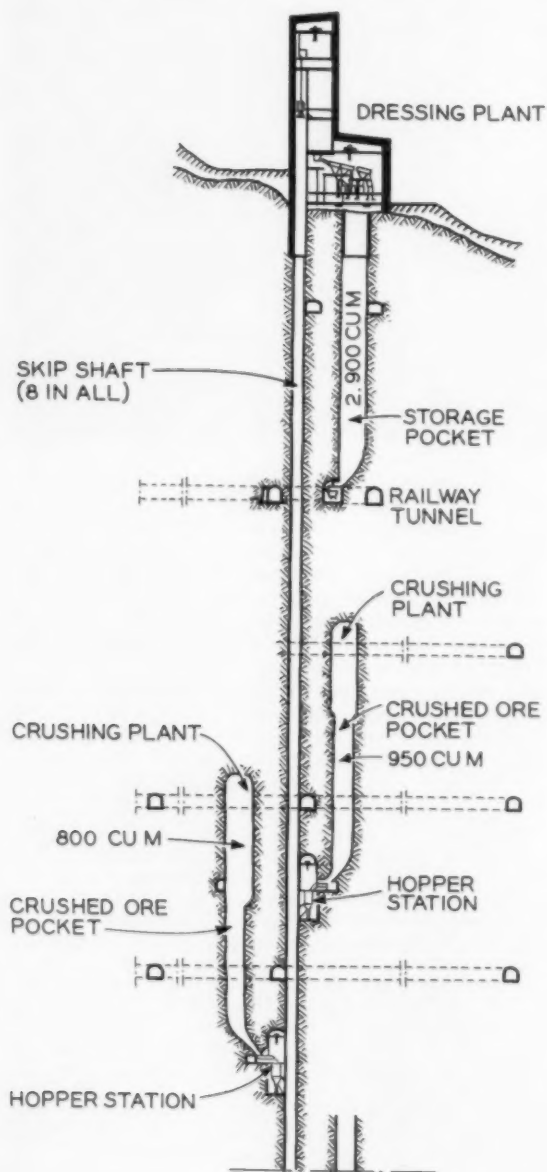 DRESSING PLANT
SKIP SHAFT
(8 IN ALL)
2. 900 CU M
STORAGE
POCKET
RAILWAY
TUNNEL
CRUSHING
PLANT
CRUSHED ORE
POCKET
950 CU M
CRUSHING PLANT
800 CU M
CRUSHED ORE
POCKET
HOPPER
STATION
HOPPER STATION